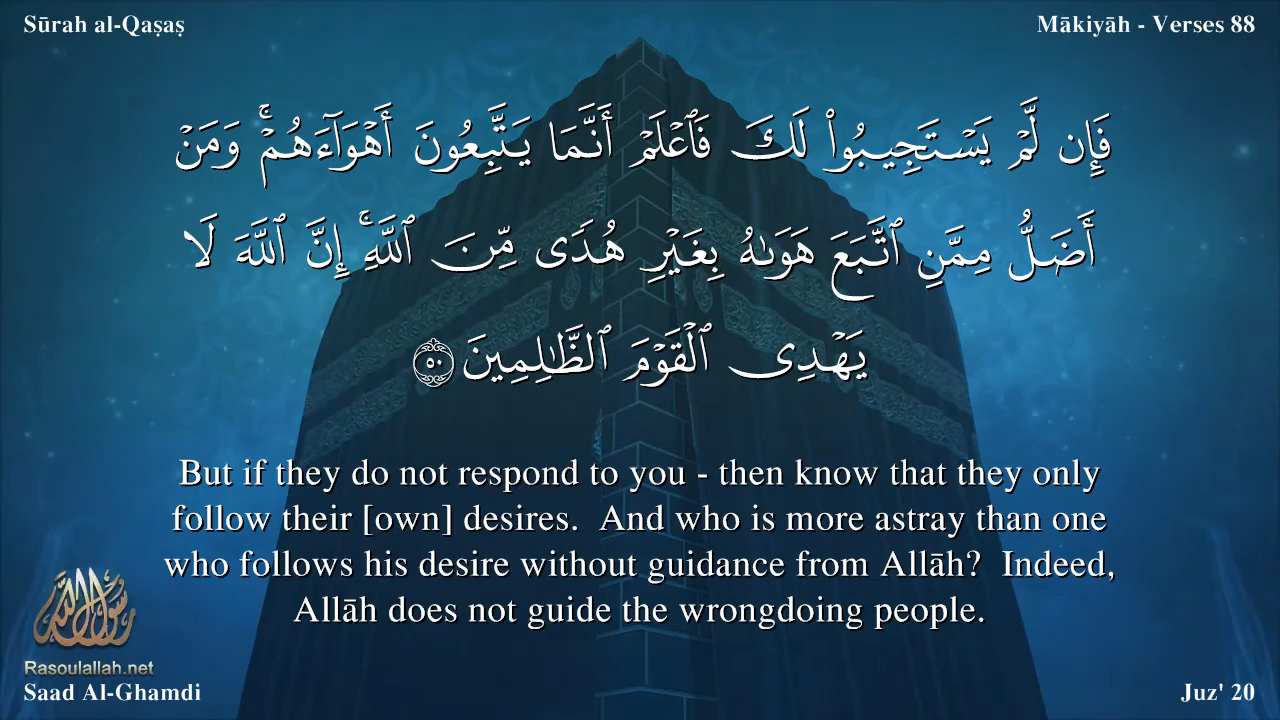 Sūrah al-Qaṣaṣ
Mākiyāh - Verses 88
فَإِن لَّمْ يَسْتَجِيبُوا۟ لَكَ فَٱعْلَمْ أَنَّمَا يَتَّبِعُونَ أَهْوَآءَهُمْ ۚ وَمَنْ
أَضَلُّ مِمَّنِ ٱتَّبَعَ هَوَىٰهُ بِغَيْرِ هُدًى مِّنَ ٱللَّهِ ۚ إِنَّ ٱللَّهَ لَا
يَهْدِى ٱلْقَوْمَ ٱلظَّـٰلِمِينَ ٥٠
But if they do not respond to you - then know that they only
follow their [own] desires.  And who is more astray than one
who follows his desire without guidance from Allāh?  Indeed,
Allāh does not guide the wrongdoing people.
رسول الله
Rasoulallah.net
Saad Al-Ghamdi
Juz' 20